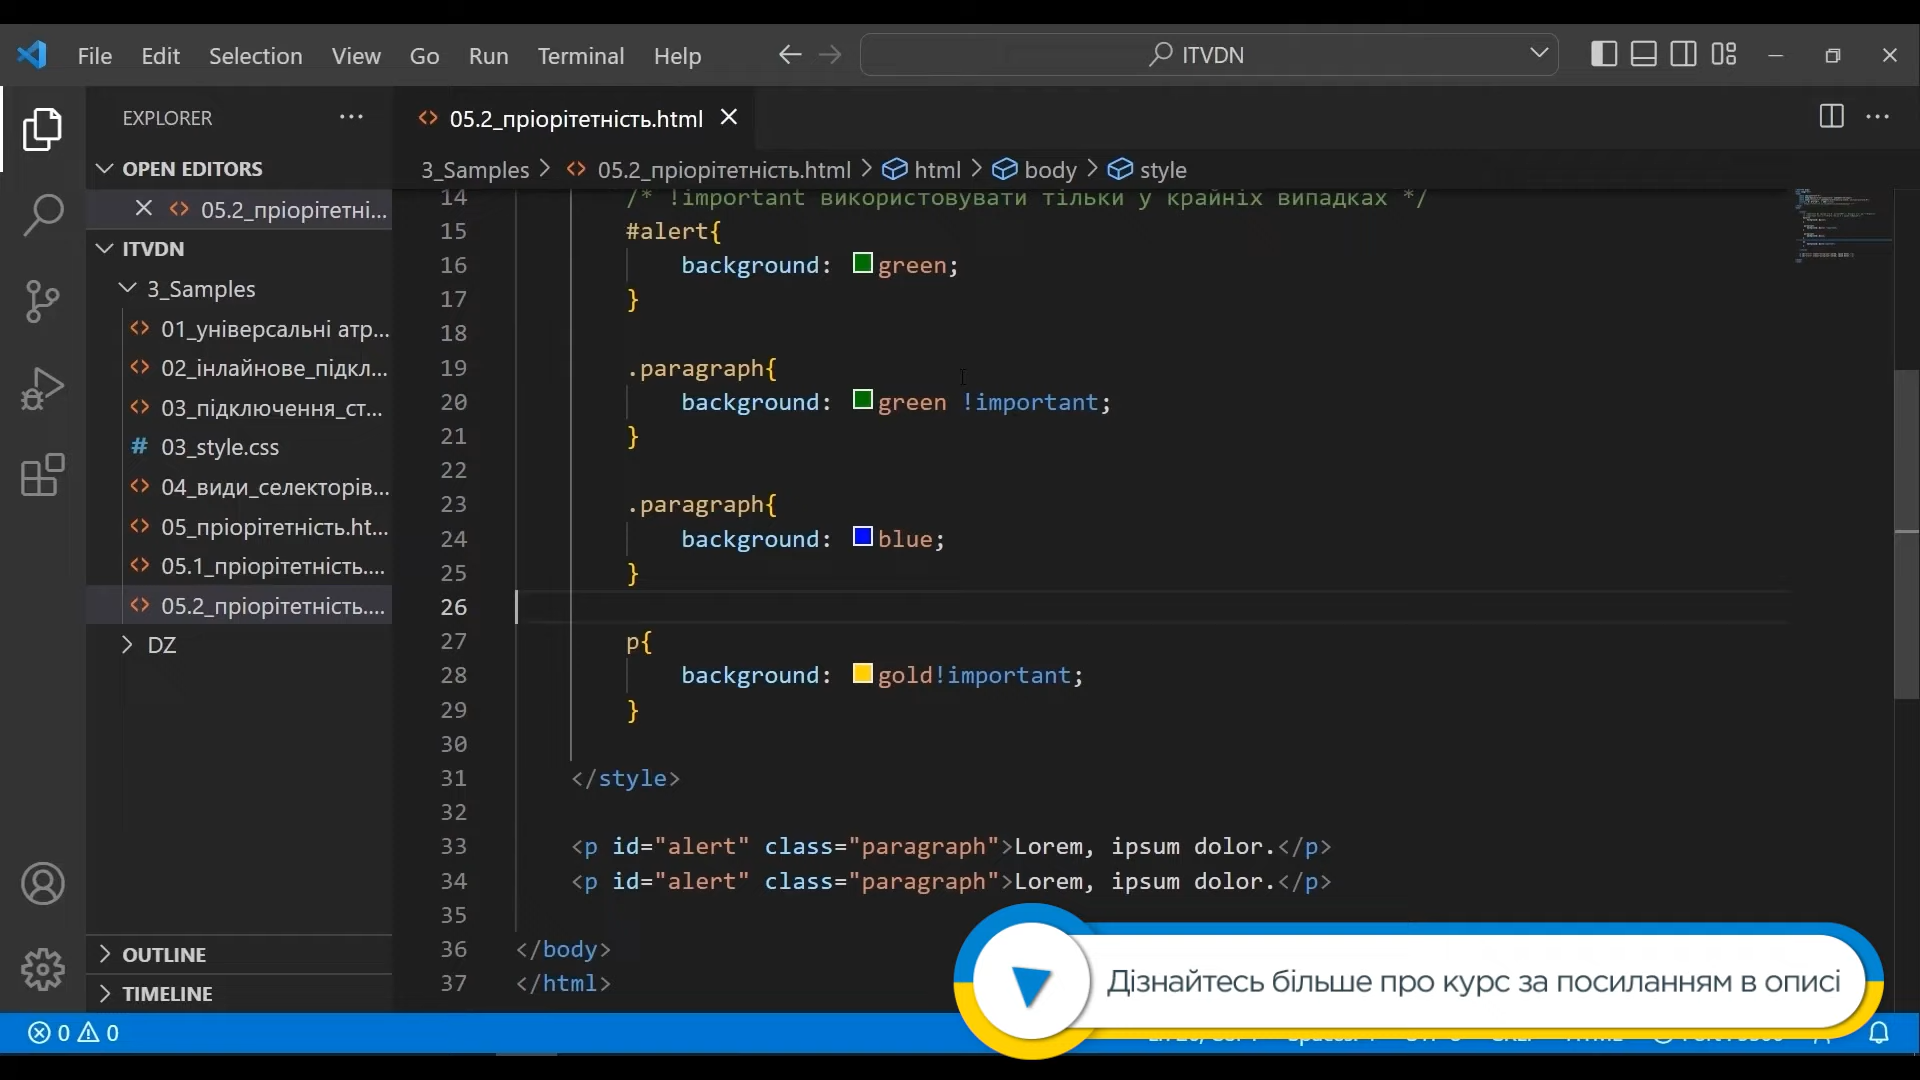 File Edit Selection View Go Run Terminal Help
ITVDN
EXPLORER ···
05.2_пріорітетність.html
OPEN EDITORS
3_Samples > 05.2_пріорітетність.html > html > body > style
05.2_пріорітетні...
ITVDN
3_Samples
01_універсальні атр...
02_інлайнове_підкл...
03_підключення_ст...
03_style.css
04_види_селекторів...
05_пріорітетність.ht...
05.1_пріорітетність....
05.2_пріорітетність....
DZ
OUTLINE
TIMELINE
14 /* !important використовувати тільки у крайніх випадках */
15 #alert{
16 background: green;
17 }
18
19 .paragraph{
20 background: green !important;
21 }
22
23 .paragraph{
24 background: blue;
25 }
26
27 p{
28 background: gold!important;
29 }
30
31 </style>
32
33 <p id="alert" class="paragraph">Lorem, ipsum dolor.</p>
34 <p id="alert" class="paragraph">Lorem, ipsum dolor.</p>
35
36 </body>
37 </html>
Дізнайтесь більше про курс за посиланням в описі
0 0